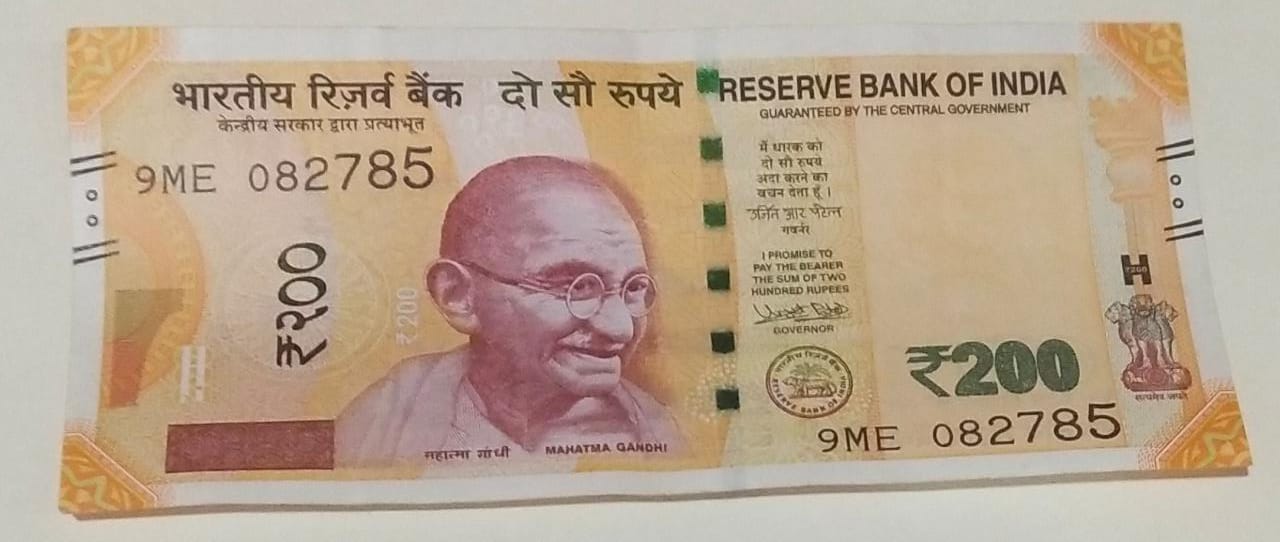 भारतीय रिज़र्व बैंक दो सौ रुपये
केन्द्रीय सरकार द्वारा प्रत्याभूत
9ME 082785
₹२००
₹200
महात्मा गांधी MAHATMA GANDHI
RESERVE BANK OF INDIA
GUARANTEED BY THE CENTRAL GOVERNMENT
मैं धारक को
दो सौ रुपये
अदा करने का
वचन देता हूँ ।
उर्जित आर पटेल
गवर्नर
I PROMISE TO
PAY THE BEARER
THE SUM OF TWO
HUNDRED RUPEES
GOVERNOR
भारतीय रिज़र्व बैंक
RESERVE BANK OF INDIA
₹200
₹200
सत्यमेव जयते
9ME 082785